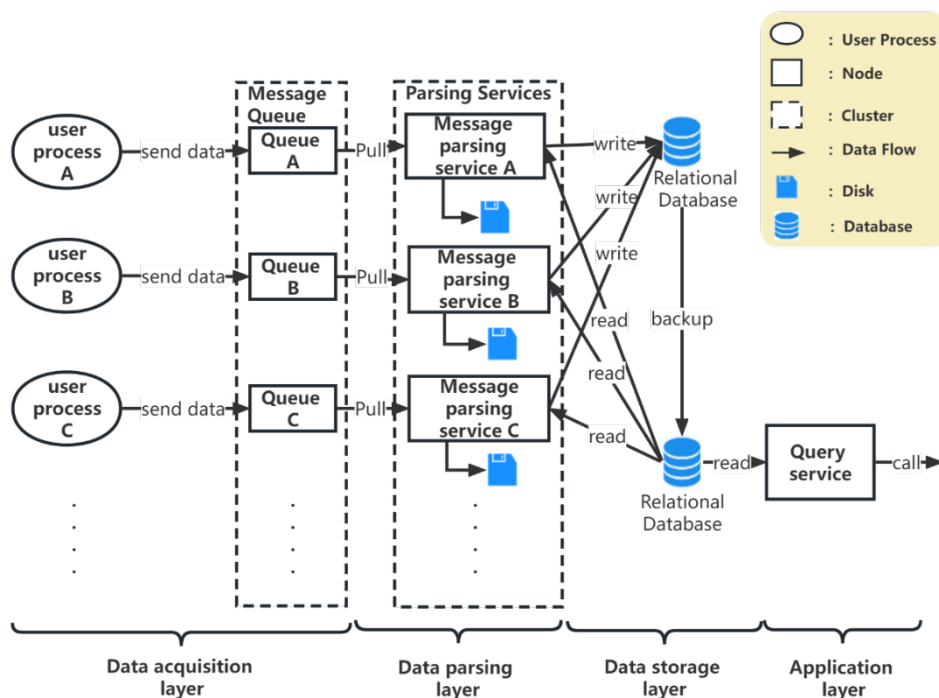 : User Process
: Node
: Cluster
: Data Flow
: Disk
: Database
Message
Queue
Parsing Services
user
process
A
send data
Queue
A
Pull
Message
parsing
service A
write
Relational
Database
user
process
B
send data
Queue
B
Pull
Message
parsing
service B
write
write
read
backup
user
process
C
send data
Queue
C
Pull
Message
parsing
service C
read
read
Relational
Database
read
Query
service
call
Data acquisition
layer
Data parsing
layer
Data storage
layer
Application
layer